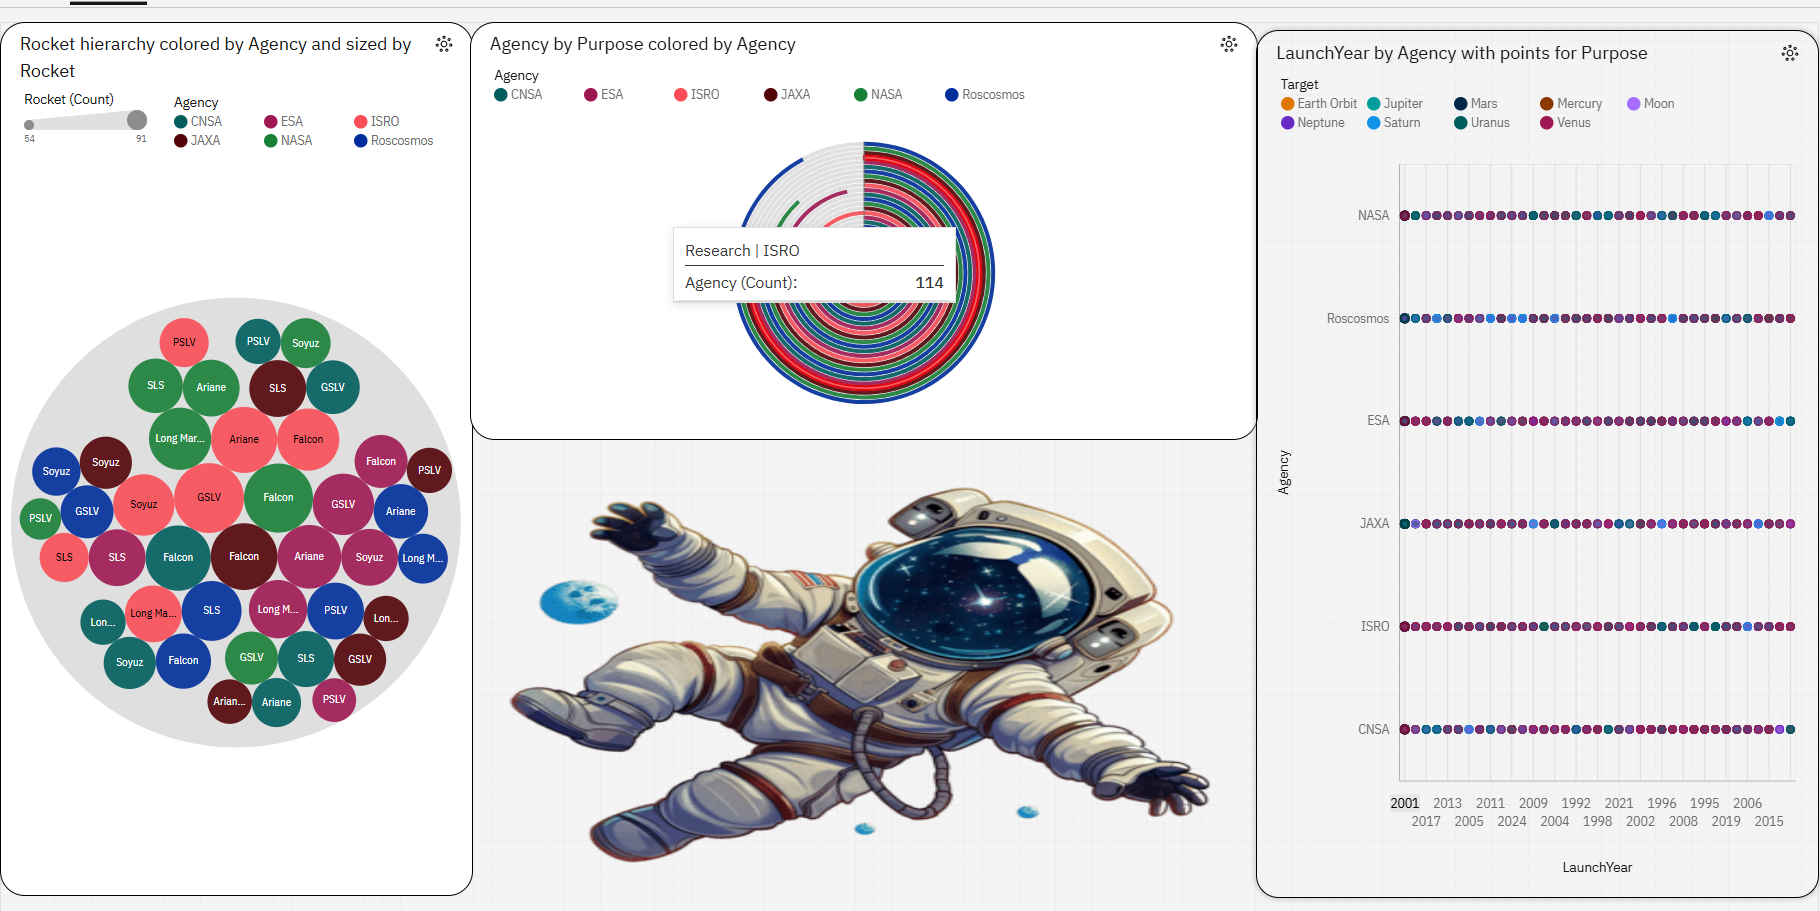 Rocket hierarchy colored by Agency and sized by
Rocket
Rocket (Count)
54
91
Agency
CNSA
ESA
ISRO
JAXA
NASA
Roscosmos
PSLV
PSLV
Soyuz
SLS
Ariane
SLS
GSLV
Long Mar...
Ariane
Falcon
Soyuz
Soyuz
Falcon
PSLV
PSLV
GSLV
Soyuz
GSLV
Falcon
GSLV
Ariane
SLS
SLS
Falcon
Falcon
Ariane
Soyuz
Long M...
Lon...
Long Ma...
SLS
Long M...
PSLV
Lon...
Soyuz
Falcon
GSLV
SLS
GSLV
Arian...
Ariane
PSLV
Agency by Purpose colored by Agency
Agency
CNSA
ESA
ISRO
JAXA
NASA
Roscosmos
Research | ISRO
Agency (Count): 114
LaunchYear by Agency with points for Purpose
Target
Earth Orbit
Jupiter
Mars
Mercury
Moon
Neptune
Saturn
Uranus
Venus
Agency
NASA
Roscosmos
ESA
JAXA
ISRO
CNSA
2001 2013 2011 2009 1992 2021 1996 1995 2006
2017 2005 2024 2004 1998 2002 2008 2019 2015
LaunchYear